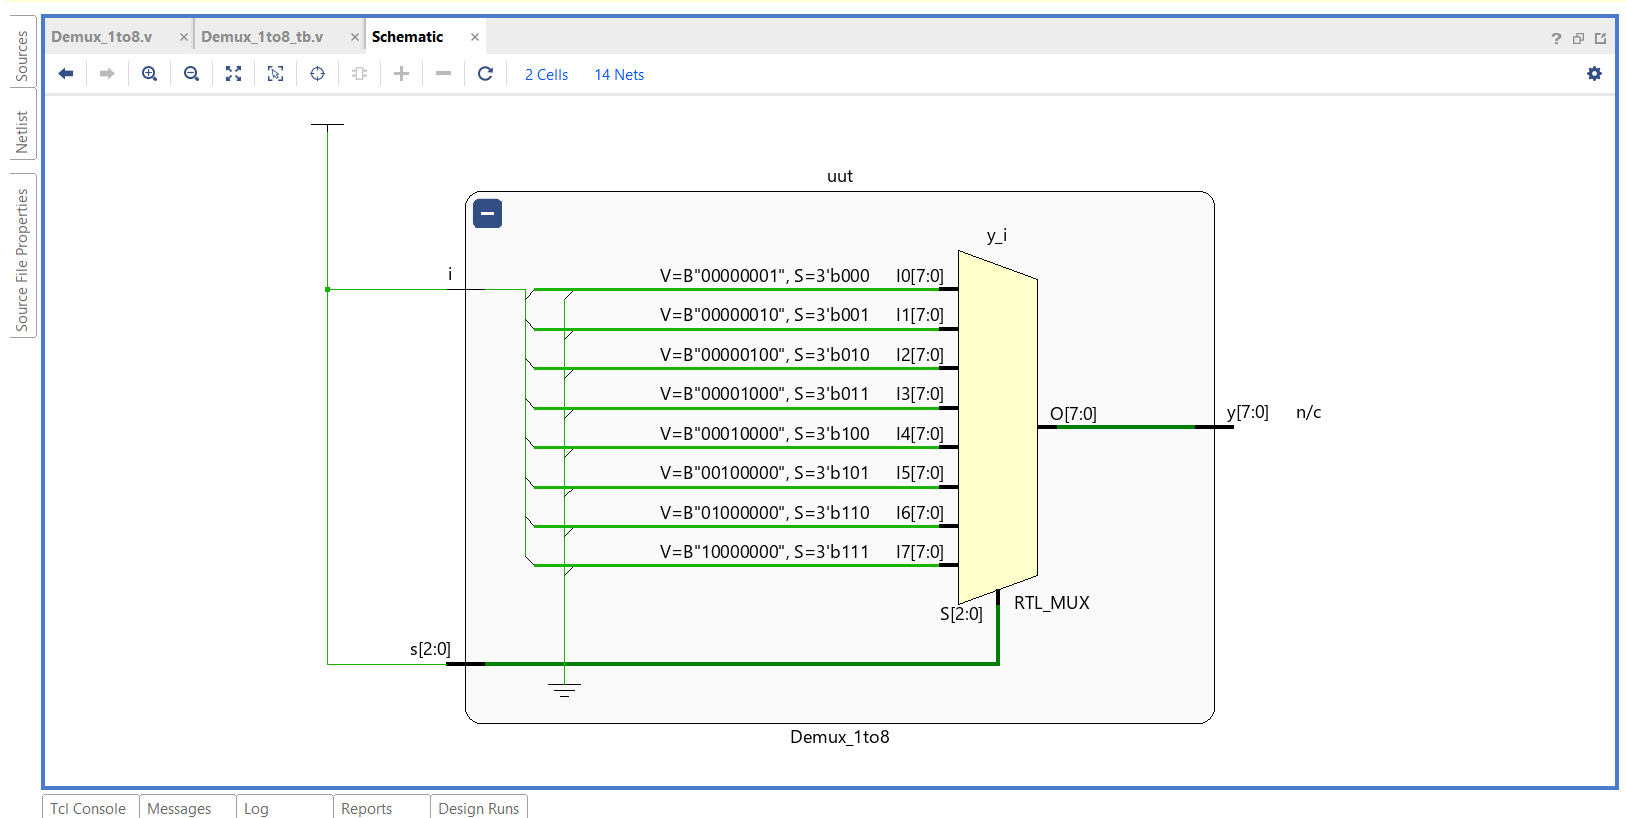 Sources
Netlist
Source File Properties
Demux_1to8.v × Demux_1to8_tb.v × Schematic ×
? 
2 Cells 14 Nets
uut
y_i
i
V=B"00000001", S=3'b000 I0[7:0]
V=B"00000010", S=3'b001 I1[7:0]
V=B"00000100", S=3'b010 I2[7:0]
V=B"00001000", S=3'b011 I3[7:0]
V=B"00010000", S=3'b100 I4[7:0]
V=B"00100000", S=3'b101 I5[7:0]
V=B"01000000", S=3'b110 I6[7:0]
V=B"10000000", S=3'b111 I7[7:0]
O[7:0]
y[7:0] n/c
S[2:0]
RTL_MUX
s[2:0]
Demux_1to8
Tcl Console Messages Log Reports Design Runs